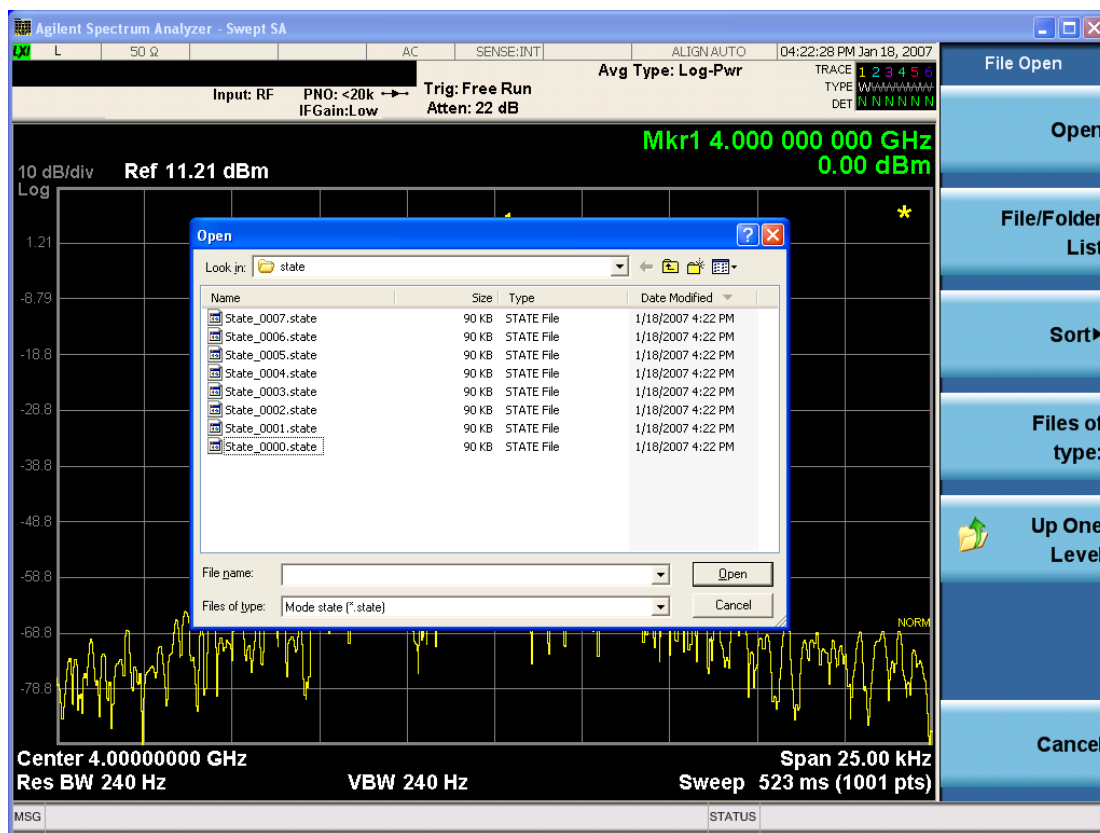 Agilent Spectrum Analyzer - Swept SA
LXI L 50 Ω AC SENSE:INT ALIGN AUTO 04:22:28 PM Jan 18, 2007
Input: RF PNO: <20k IFGain:Low
Trig: Free Run
Atten: 22 dB
Avg Type: Log-Pwr
TRACE 1 2 3 4 5 6
TYPE
DET N N N N N N
Mkr1 4.000 000 000 GHz
0.00 dBm
10 dB/div Ref 11.21 dBm
Log
1.21
-8.79
-18.8
-28.8
-38.8
-48.8
-58.8
-68.8
-78.8
NORM
Open
Look in: state
Name Size Type Date Modified
State_0007.state 90 KB STATE File 1/18/2007 4:22 PM
State_0006.state 90 KB STATE File 1/18/2007 4:22 PM
State_0005.state 90 KB STATE File 1/18/2007 4:22 PM
State_0004.state 90 KB STATE File 1/18/2007 4:22 PM
State_0003.state 90 KB STATE File 1/18/2007 4:22 PM
State_0002.state 90 KB STATE File 1/18/2007 4:22 PM
State_0001.state 90 KB STATE File 1/18/2007 4:22 PM
State_0000.state 90 KB STATE File 1/18/2007 4:22 PM
File name: Open
Files of type: Mode state (*.state) Cancel
Center 4.00000000 GHz Span 25.00 kHz
Res BW 240 Hz VBW 240 Hz Sweep 523 ms (1001 pts)
MSG STATUS
File Open
Open
File/Folder
List
Sort
Files of
type:
Up One
Level
Cancel